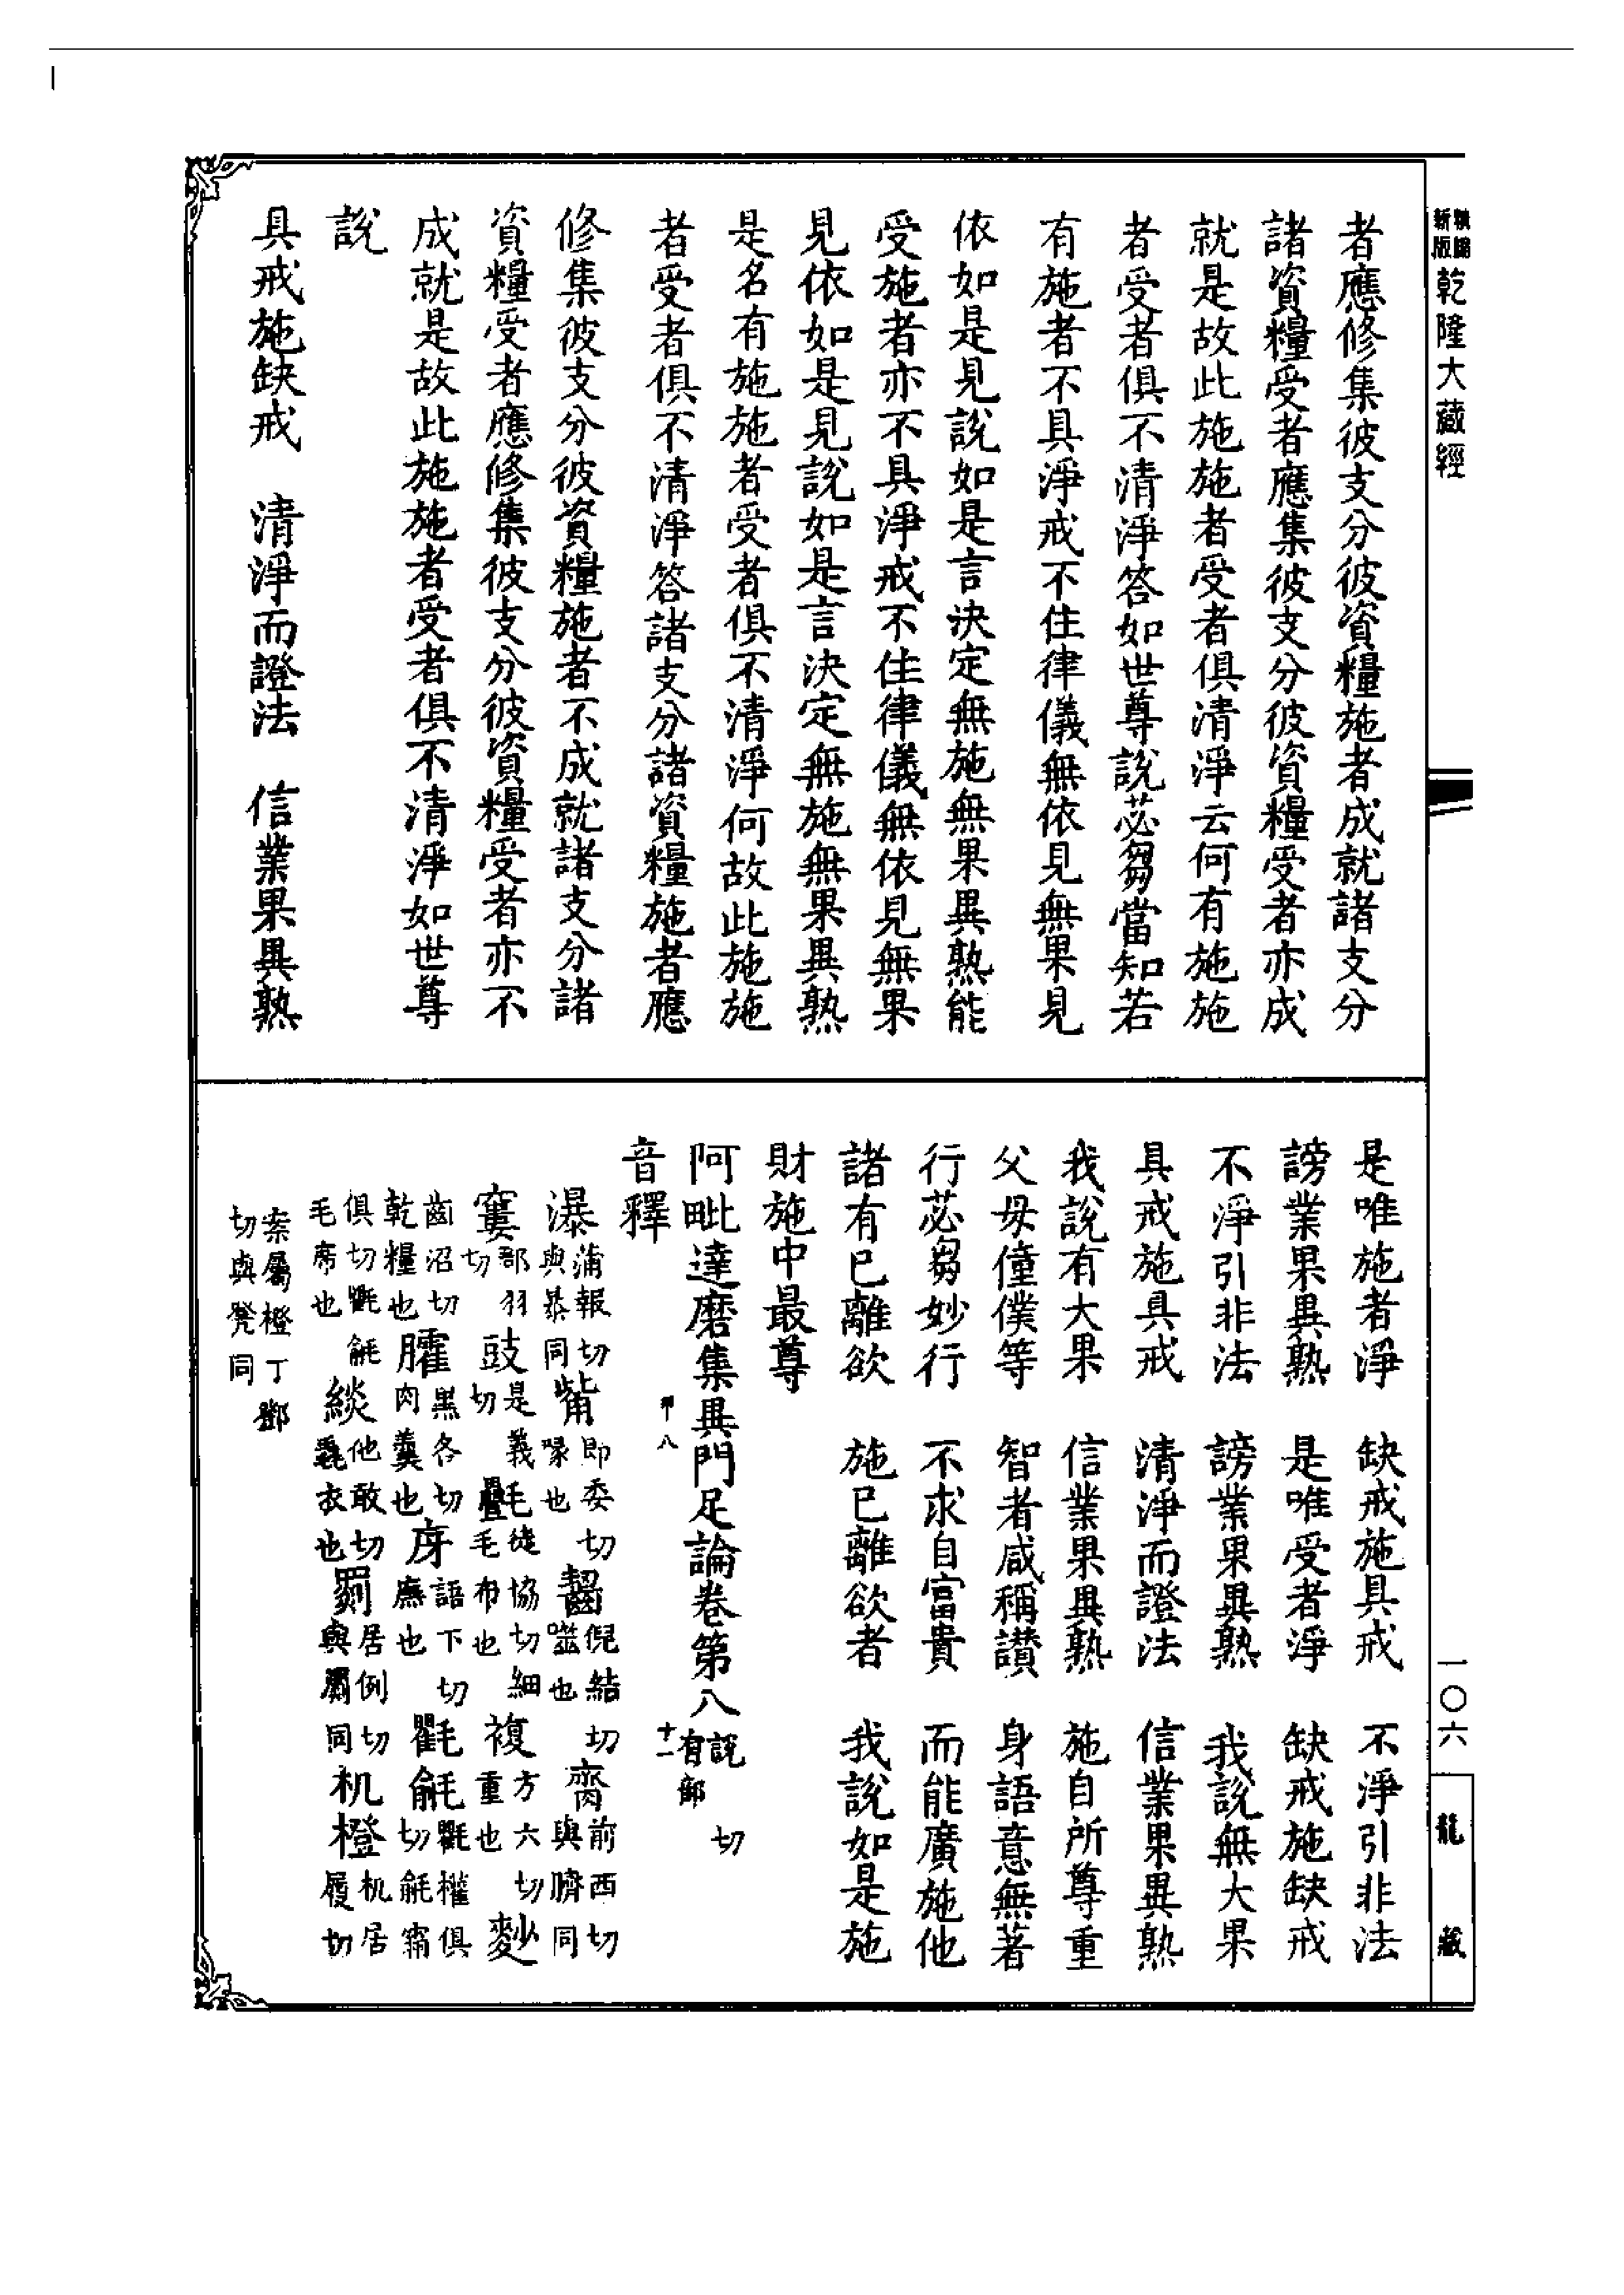 新版
乾隆大藏經
者應修集彼支分彼資糧施者成就諸支分
諸資糧受者應集彼支分彼資糧受者亦成
就是故此施施者受者俱清淨云何有施施
者受者俱不清淨答如世尊說苾芻當知若
有施者不具淨戒不住律儀無依見無果見
依如是見說如是言決定無施無果異熟能
受施者亦不具淨戒不住律儀無依見無果
見依如是見說如是言決定無施無果異熟
是名有施施者受者俱不清淨何故此施施
者受者俱不清淨答諸支分諸資糧施者應
修集彼支分彼資糧施者不成就諸支分諸
資糧受者應修集彼支分彼資糧受者亦不
成就是故此施施者受者俱不清淨如世尊
說
具戒施缺戒　清淨而證法　信業果異熟
是唯施者淨　缺戒施具戒　不淨引非法
謗業果異熟　是唯受者淨　缺戒施缺戒
不淨引非法　謗業果異熟　我說無大果
具戒施具戒　清淨而證法　信業果異熟
我說有大果　信業果異熟　施自所尊重
父母僮僕等　智者咸稱讚　身語意無著
行苾芻妙行　不求自富貴　而能廣施他
諸有已離欲　施已離欲者　我說如是施
財施中最尊
阿毗達磨集異門足論卷第八 說一切有部
音釋
瀑 蒲報切與暴同 觜 即委切喙也 齧 倪結切噬也 齊 前西切與臍同
窶 郡羽切 豉 是義切 疊毛 徒協切細毛布也 複 方六切重也 麨
齒沼切乾糧也 臛 黑各切肉羹也 庌 語下切廡也 氍毹 氍權俱切毹霜
俱切氍毹毛席也 緂 他敢切毳衣也 罽 居例切與𦋺同 机橙 机居履切
案屬橙丁鄧切與凳同
一〇六
龍藏